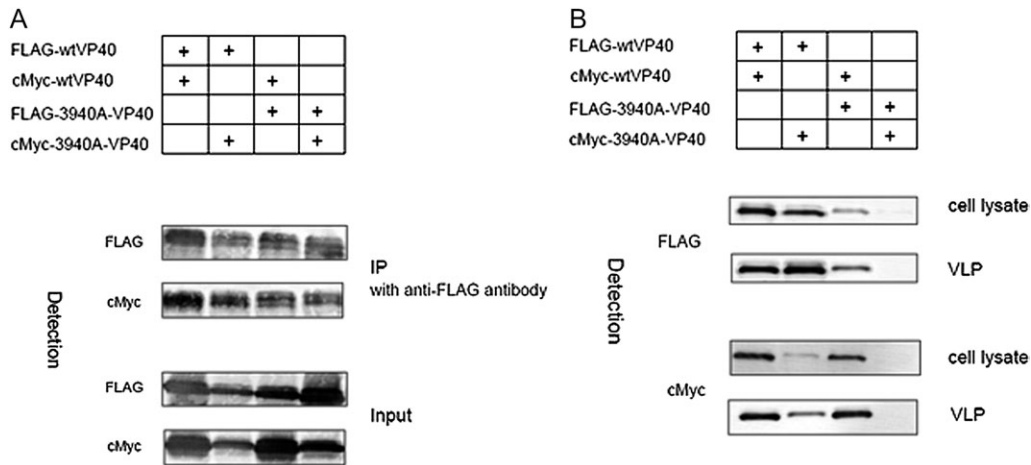 A
FLAG-wtVP40 + +
cMyc-wtVP40 + +
FLAG-3940A-VP40 + +
cMyc-3940A-VP40 + +
Detection
FLAG
cMyc
IP
with anti-FLAG antibody
FLAG
cMyc
Input
B
FLAG-wtVP40 + +
cMyc-wtVP40 + +
FLAG-3940A-VP40 + +
cMyc-3940A-VP40 + +
Detection
FLAG
cell lysate
VLP
cMyc
cell lysate
VLP